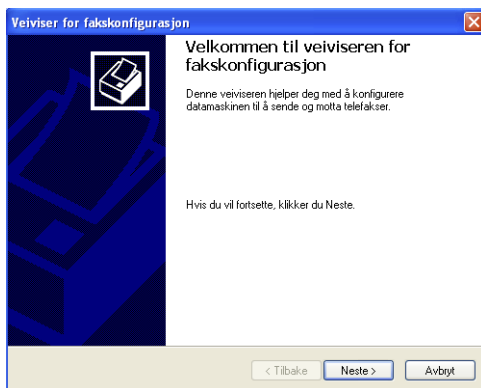 Veiviser for fakskonfigurasjon
Velkommen til veiviseren for
fakskonfigurasjon
Denne veiviseren hjelper deg med å konfigurere
datamaskinen til å sende og motta telefakser.
Hvis du vil fortsette, klikker du Neste.
< Tilbake Neste > Avbryt